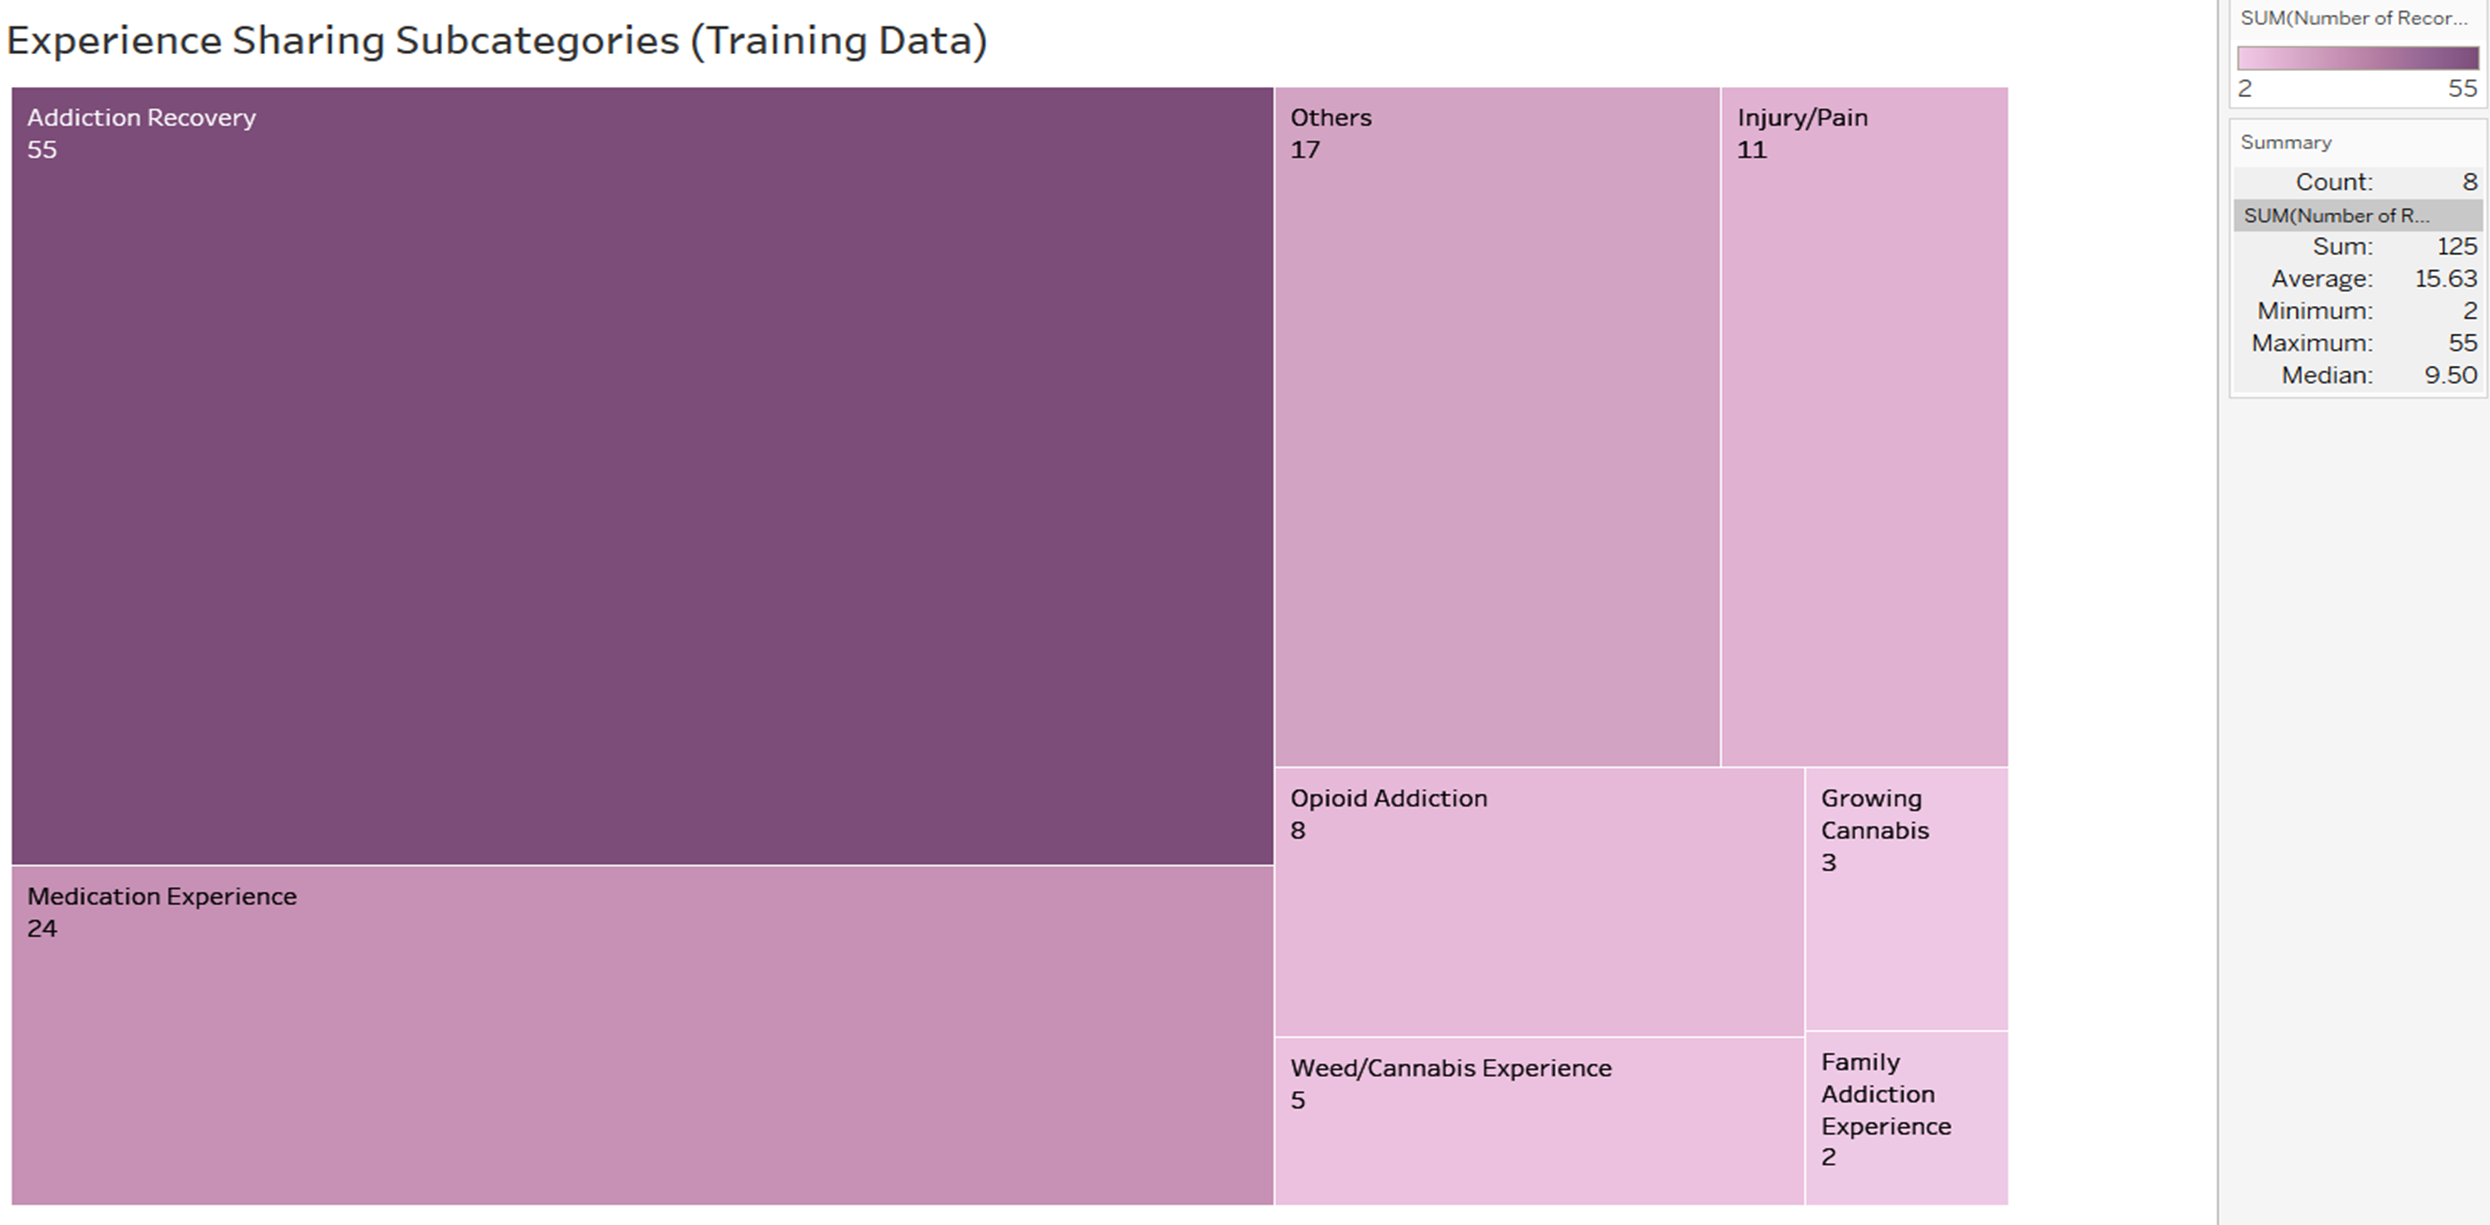 Experience Sharing Subcategories (Training Data)
Addiction Recovery
55
Medication Experience
24
Others
17
Injury/Pain
11
Opioid Addiction
8
Weed/Cannabis Experience
5
Growing
Cannabis
3
Family
Addiction
Experience
2
SUM(Number of Recor...
2 55
Summary
Count: 8
SUM(Number of R...
Sum: 125
Average: 15.63
Minimum: 2
Maximum: 55
Median: 9.50